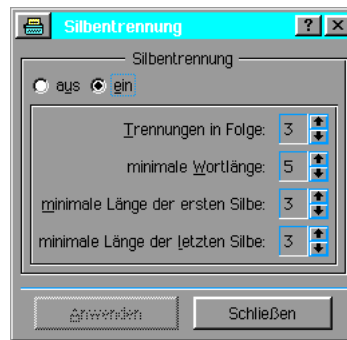 Silbentrennung ? ×
Silbentrennung
aus ein
Trennungen in Folge: 3
minimale Wortlänge: 5
minimale Länge der ersten Silbe: 3
minimale Länge der letzten Silbe: 3
Anwenden Schließen